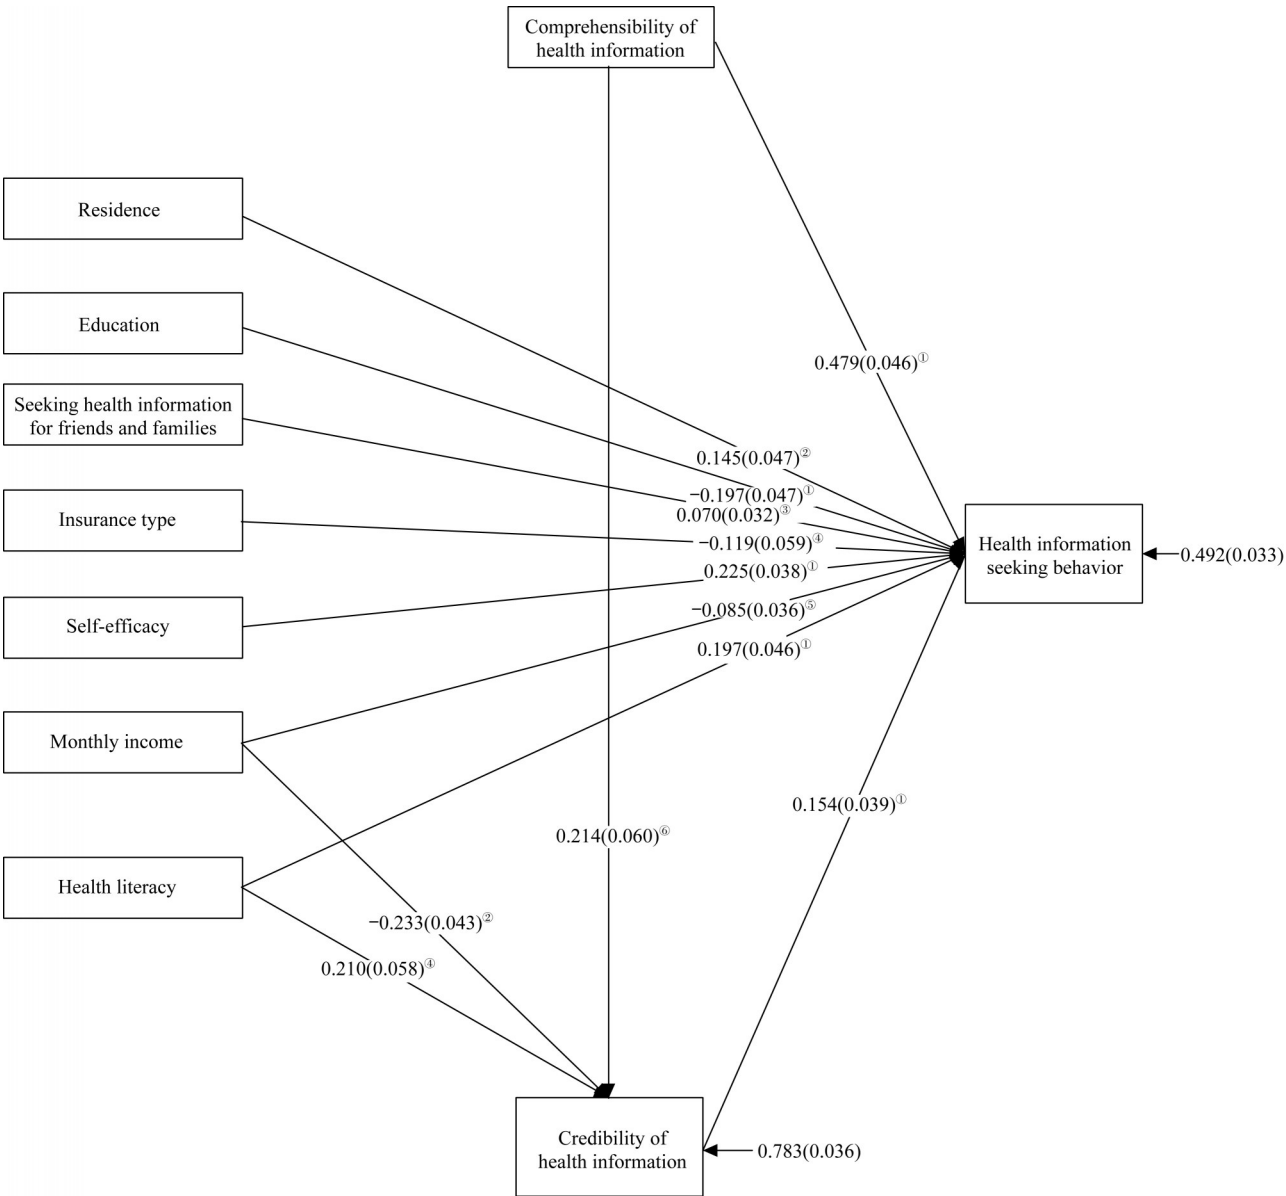 Comprehensibility of
health information
Residence
Education
Seeking health information
for friends and families
Insurance type
Self-efficacy
Monthly income
Health literacy
0.479(0.046)①
0.145(0.047)②
−0.197(0.047)①
0.070(0.032)③
−0.119(0.059)④
0.225(0.038)①
−0.085(0.036)⑤
0.197(0.046)①
Health information
seeking behavior
0.492(0.033)
0.154(0.039)①
0.214(0.060)⑥
−0.233(0.043)②
0.210(0.058)④
Credibility of
health information
0.783(0.036)